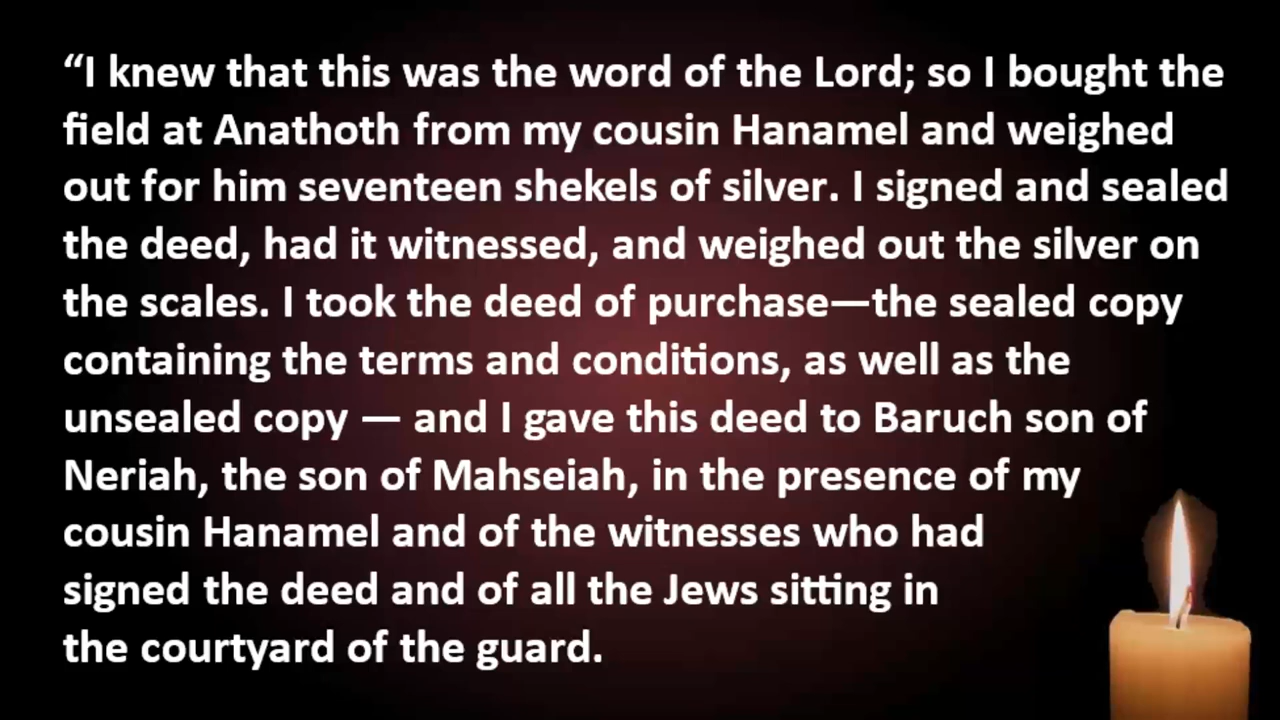 “I knew that this was the word of the Lord; so I bought the
field at Anathoth from my cousin Hanamel and weighed
out for him seventeen shekels of silver. I signed and sealed
the deed, had it witnessed, and weighed out the silver on
the scales. I took the deed of purchase—the sealed copy
containing the terms and conditions, as well as the
unsealed copy — and I gave this deed to Baruch son of
Neriah, the son of Mahseiah, in the presence of my
cousin Hanamel and of the witnesses who had
signed the deed and of all the Jews sitting in
the courtyard of the guard.